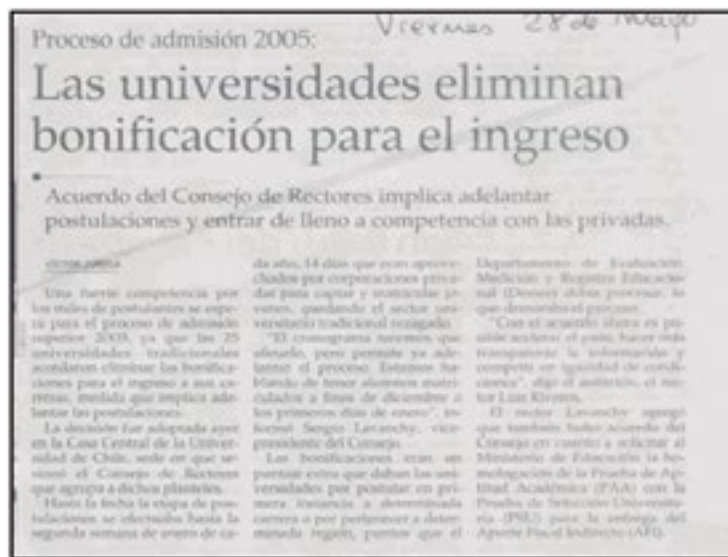 Viernes 28 de mayo
Proceso de admisión 2005:
Las universidades eliminan
bonificación para el ingreso
Acuerdo del Consejo de Rectores implica adelantar
postulaciones y entrar de lleno a competencia con las privadas.
Una fuerte competencia por
los miles de postulantes se espe-
ra para el proceso de admisión
superior 2005, ya que las 25
universidades tradicionales
acordaron eliminar las bonifica-
ciones para el ingreso a sus ca-
rreras, medida que implica ade-
lantar las postulaciones.
La decisión fue adoptada ayer
en la Casa Central de la Univer-
sidad de Chile, sede en que se-
sionó el Consejo de Rectores
que agrupa a dichos planteles.
Hasta la fecha la etapa de pos-
tulaciones se efectuaba hasta la
segunda semana de enero de ca-
da año, 14 días que eran aprove-
chados por corporaciones priva-
das para captar y matricular jó-
venes, quedando el sector uni-
versitario tradicional rezagado.
"El cronograma tenemos que
afinarlo, pero permite ya ade-
lantar el proceso. Estamos ha-
blando de tener alumnos matri-
culados a fines de diciembre o
los primeros días de enero", in-
formó Sergio Lavanchy, vice-
presidente del Consejo.
Las bonificaciones eran un
puntaje extra que daban las uni-
versidades por postular en pri-
mera instancia a determinada
carrera o por pertenecer a deter-
minada región, puntos que el
Departamento de Evaluación,
Medición y Registro Educacio-
nal (Demre) debía procesar, lo
que demoraba el proceso.
"Con el acuerdo ahora es po-
sible acelerar el paso, hacer más
transparente la información y
competir en igualdad de condi-
ciones", dijo el anfitrión, el rec-
tor Luis Riveros.
El rector Lavanchy agregó
que también hubo acuerdo del
Consejo en cuanto a solicitar al
Ministerio de Educación la ho-
mologación de la Prueba de Ap-
titud Académica (PAA) con la
Prueba de Selección Universita-
ria (PSU) para la entrega del
Aporte Fiscal Indirecto (AFI).